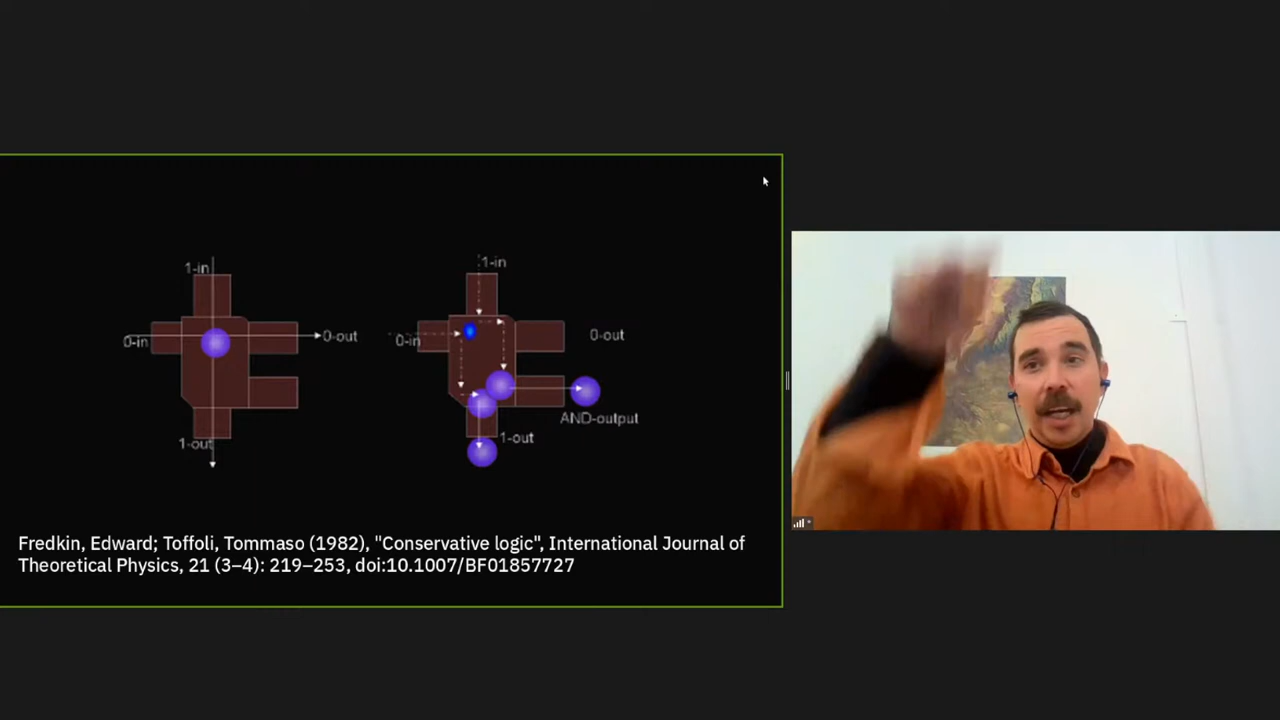 1-in
0-in
0-out
1-out
1-in
0-in
0-out
AND-output
1-out
Fredkin, Edward; Toffoli, Tommaso (1982), "Conservative logic", International Journal of
Theoretical Physics, 21 (3–4): 219–253, doi:10.1007/BF01857727